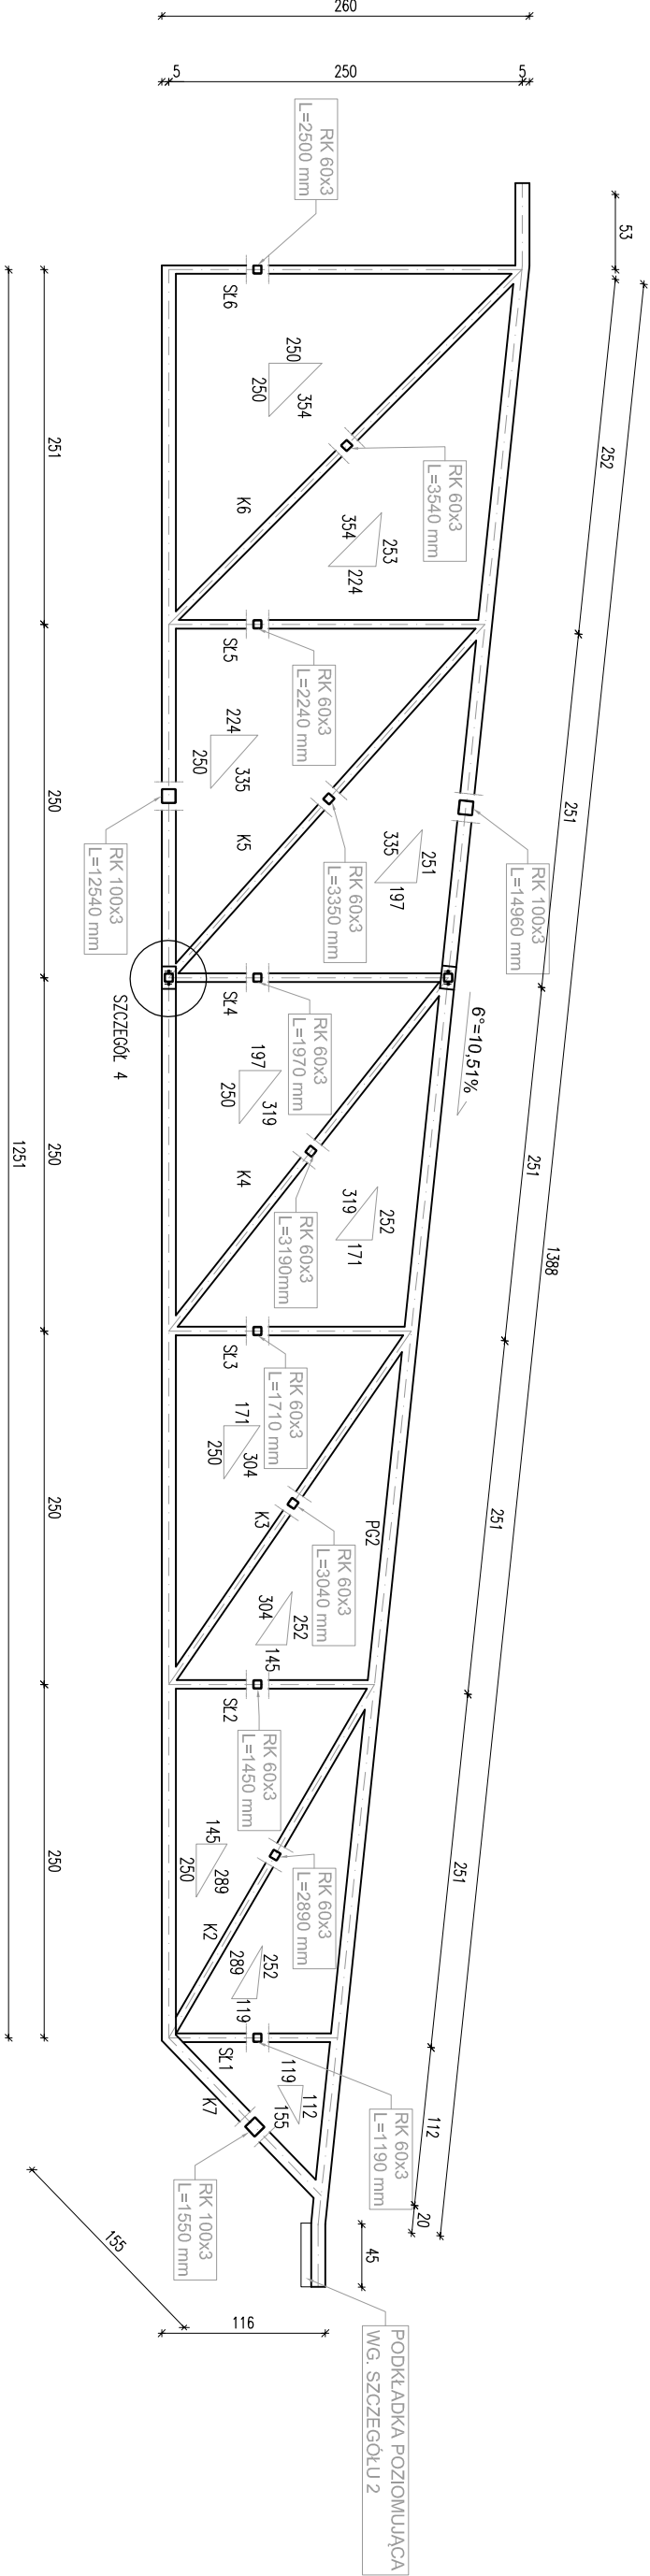 260
5
250
5
RK 60x3
L=2500 mm
53
SŁ6
250
250
354
251
252
RK 60x3
L=3540 mm
K6
354
253
224
SŁ5
RK 60x3
L=2240 mm
224
250
335
250
251
K5
RK 100x3
L=12540 mm
RK 60x3
L=3350 mm
335
251
197
RK 100x3
L=14960 mm
SZCZEGÓŁ 4
SŁ4
RK 60x3
L=1970 mm
6°=10,51%
197
250
319
1251
250
251
K4
RK 60x3
L=3190mm
319
252
171
1388
SŁ3
RK 60x3
L=1710 mm
171
250
304
250
251
K3
PG2
RK 60x3
L=3040 mm
304
252
145
SŁ2
RK 60x3
L=1450 mm
145
250
289
250
251
K2
RK 60x3
L=2890 mm
289
252
119
SŁ1
119
112
155
K7
RK 60x3
L=1190 mm
112
RK 100x3
L=1550 mm
20
155
45
116
PODKŁADKA POZIOMUJĄCA
WG. SZCZEGÓŁU 2